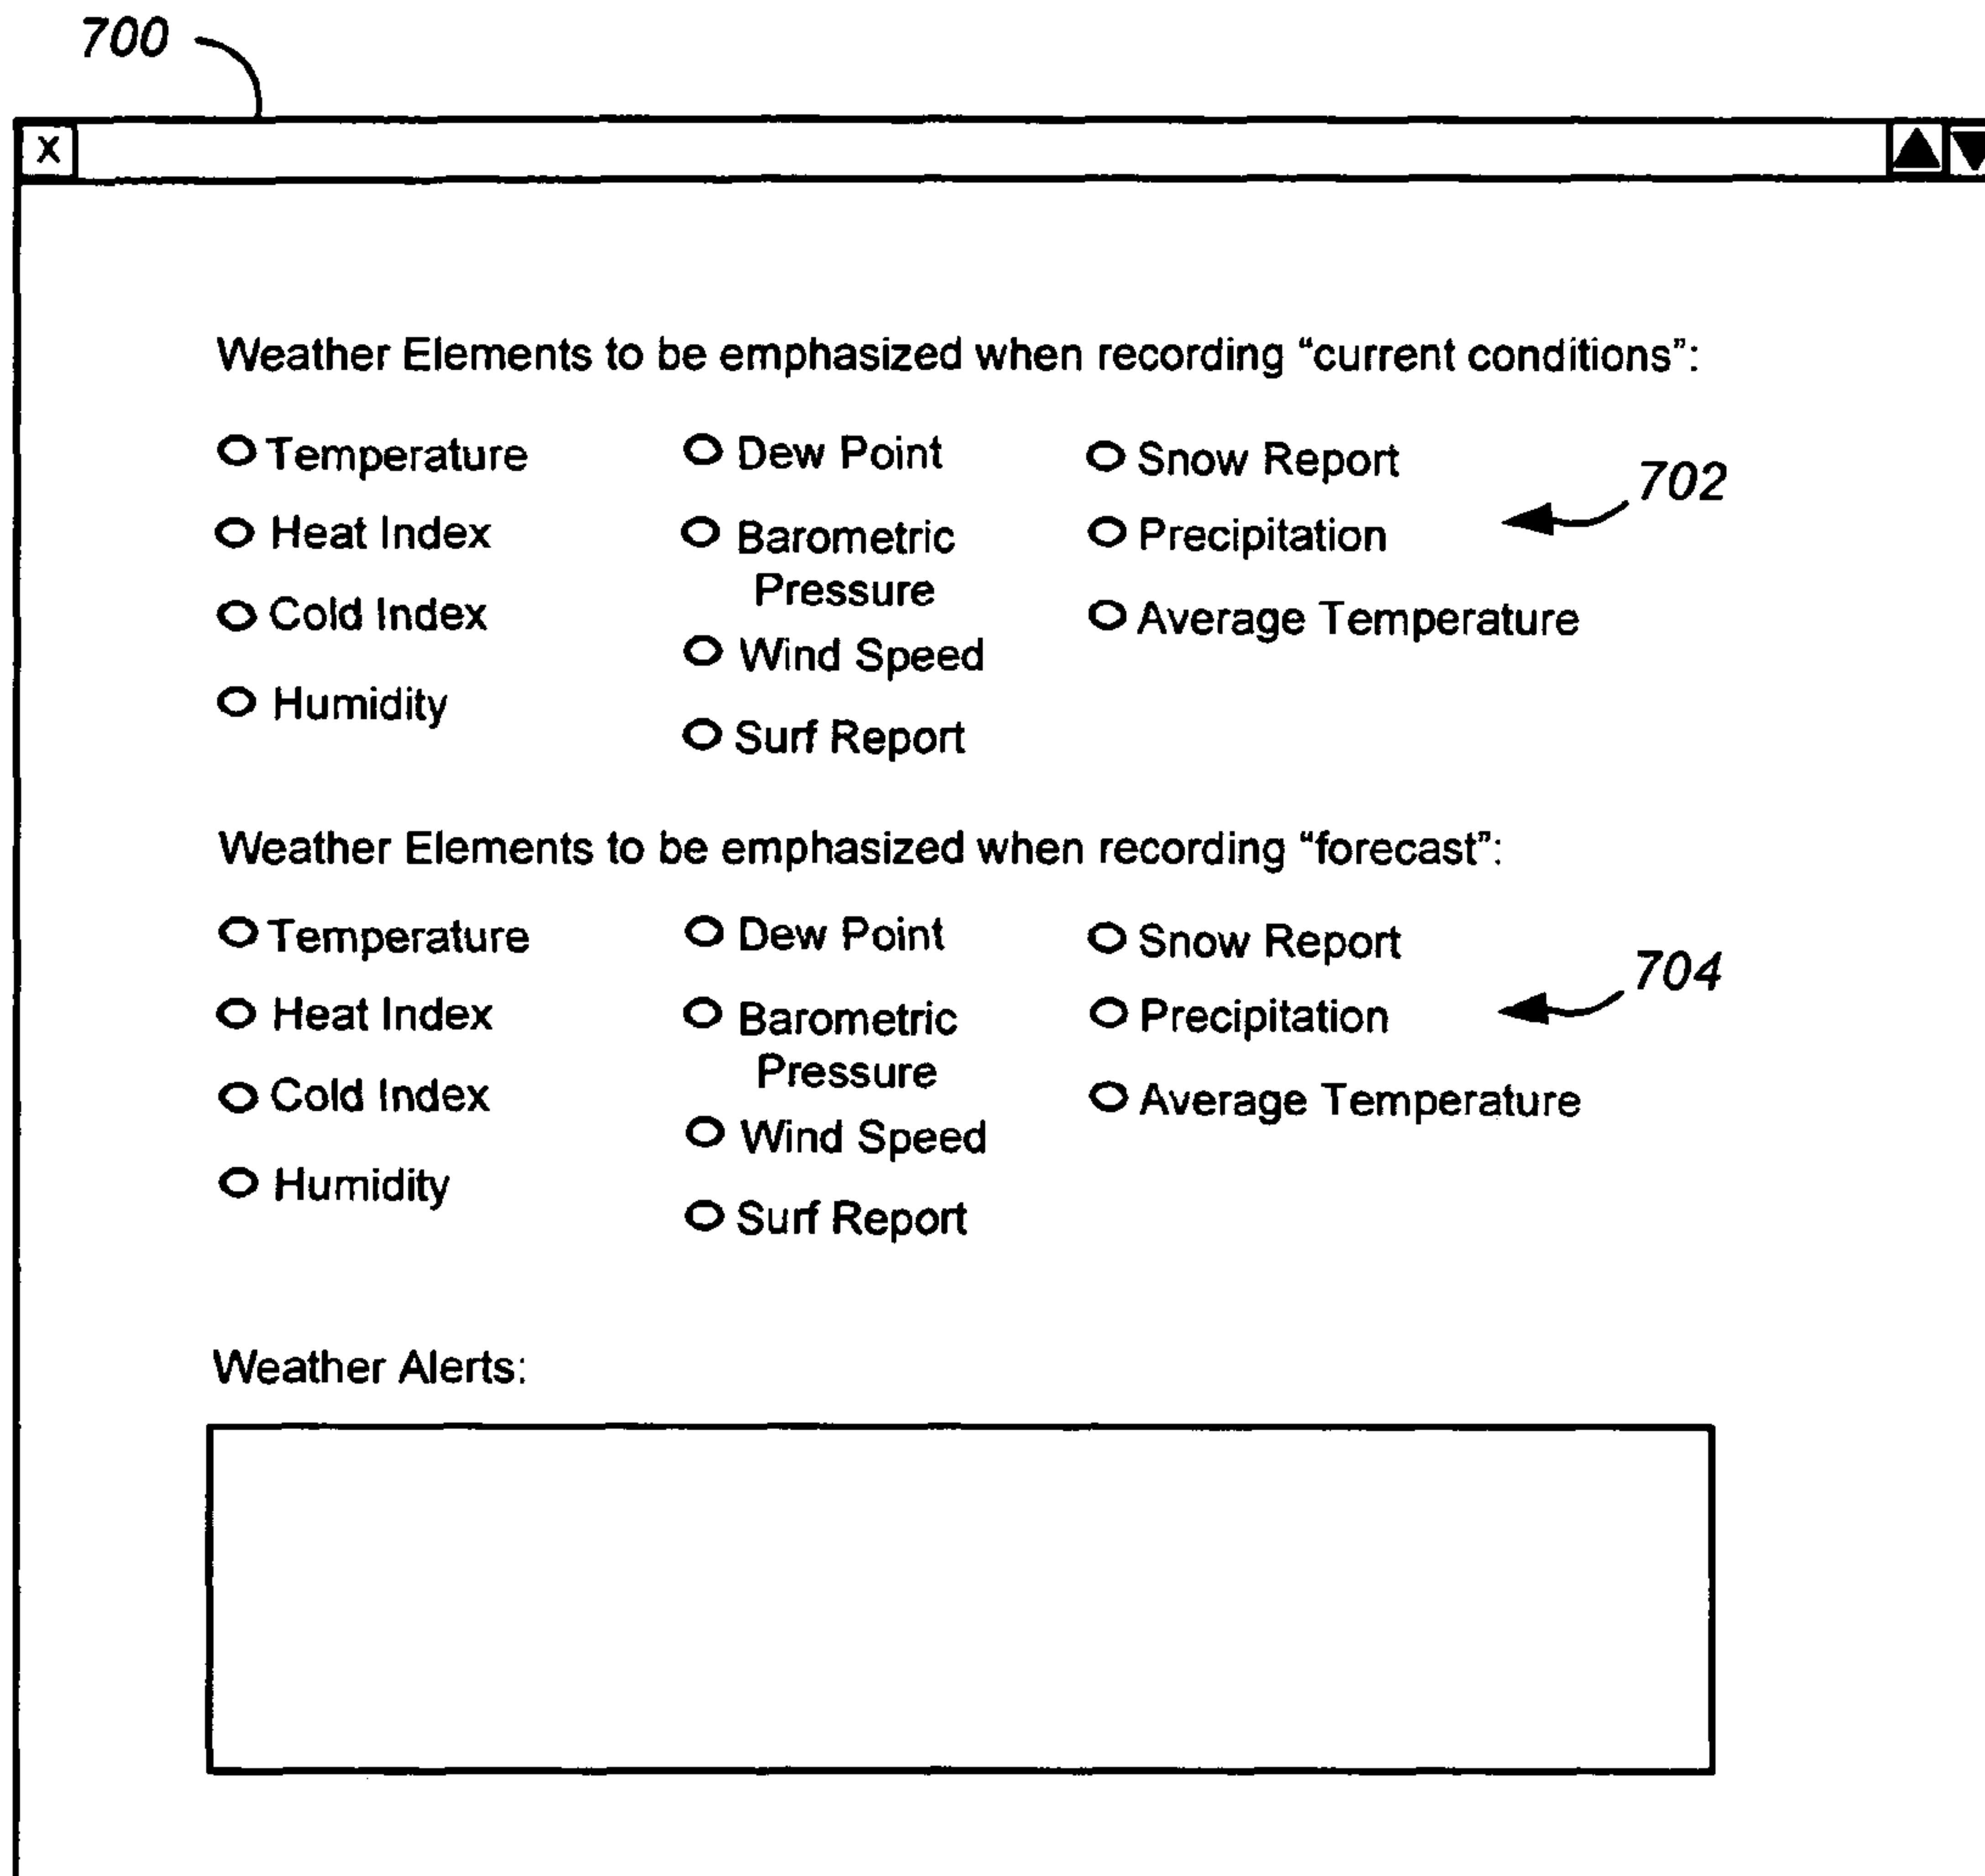 700
X
Weather Elements to be emphasized when recording “current conditions”:
Temperature
Heat Index
Cold Index
Humidity
Dew Point
Barometric
Pressure
Wind Speed
Surf Report
Snow Report
Precipitation
Average Temperature
702
Weather Elements to be emphasized when recording “forecast”:
Temperature
Heat Index
Cold Index
Humidity
Dew Point
Barometric
Pressure
Wind Speed
Surf Report
Snow Report
Precipitation
Average Temperature
704
Weather Alerts: